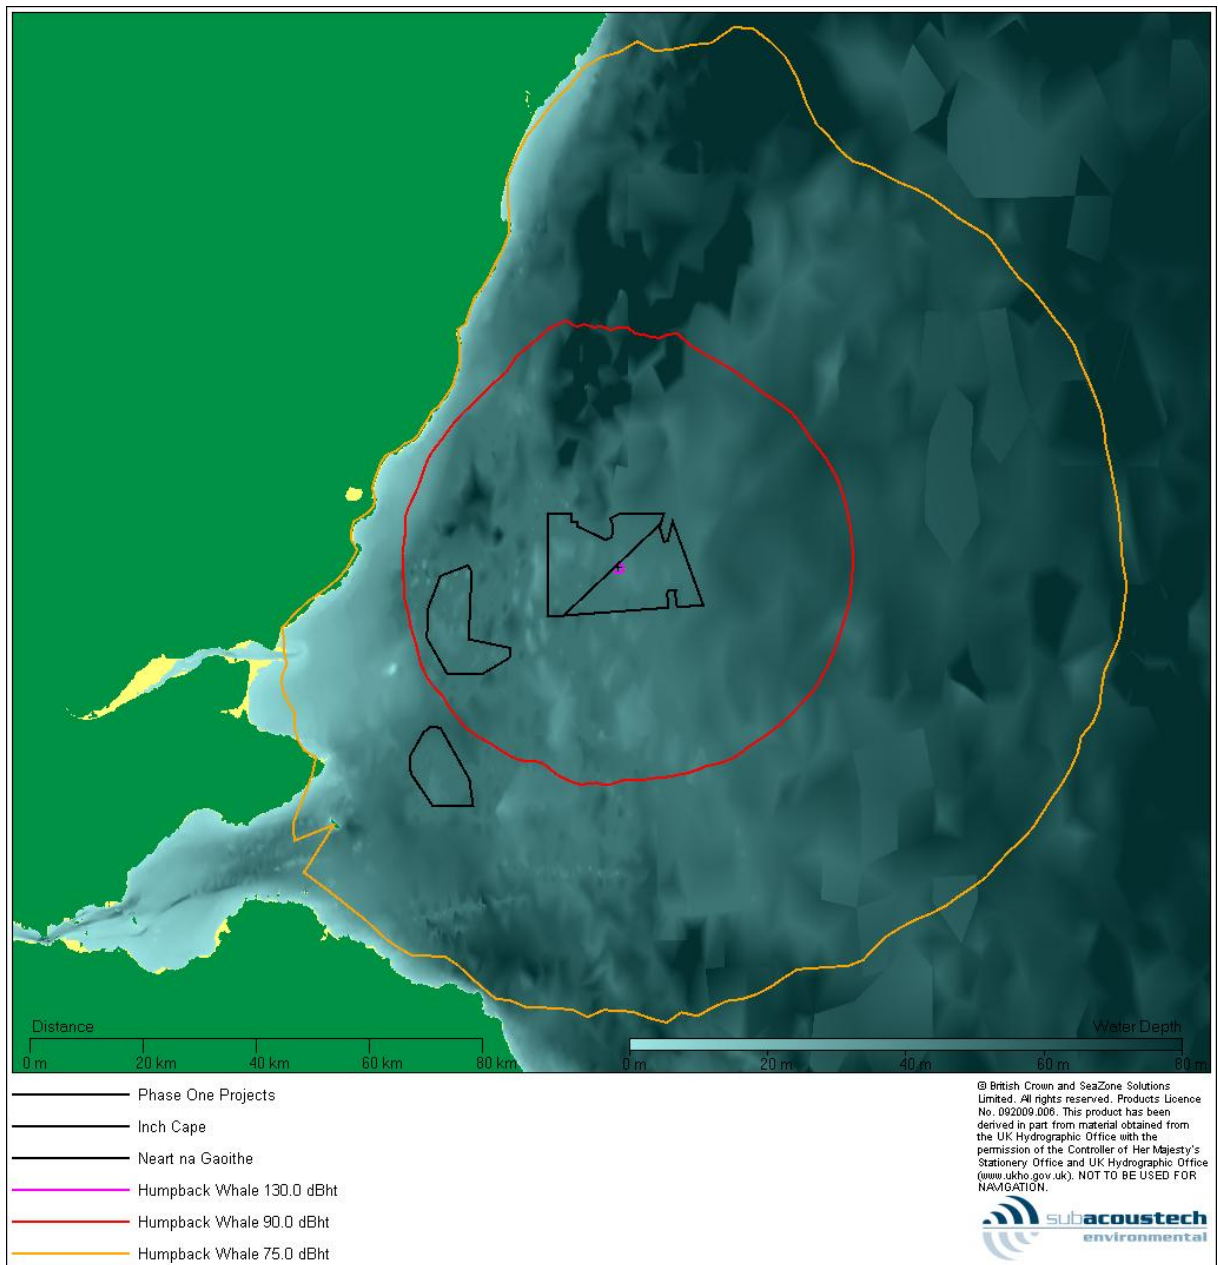 Distance
0 m 20 km 40 km 60 km 80 km
Water Depth
0 m 20 m 40 m 60 m 80 m
Phase One Projects
Inch Cape
Neart na Gaoithe
Humpback Whale 130.0 dBht
Humpback Whale 90.0 dBht
Humpback Whale 75.0 dBht
© British Crown and SeaZone Solutions
Limited. All rights reserved. Products Licence
No. 092009.006. This product has been
derived in part from material obtained from
the UK Hydrographic Office with the
permission of the Controller of Her Majesty's
Stationery Office and UK Hydrographic Office
(www.ukho.gov.uk). NOT TO BE USED FOR
NAVIGATION.
subacoustech
environmental